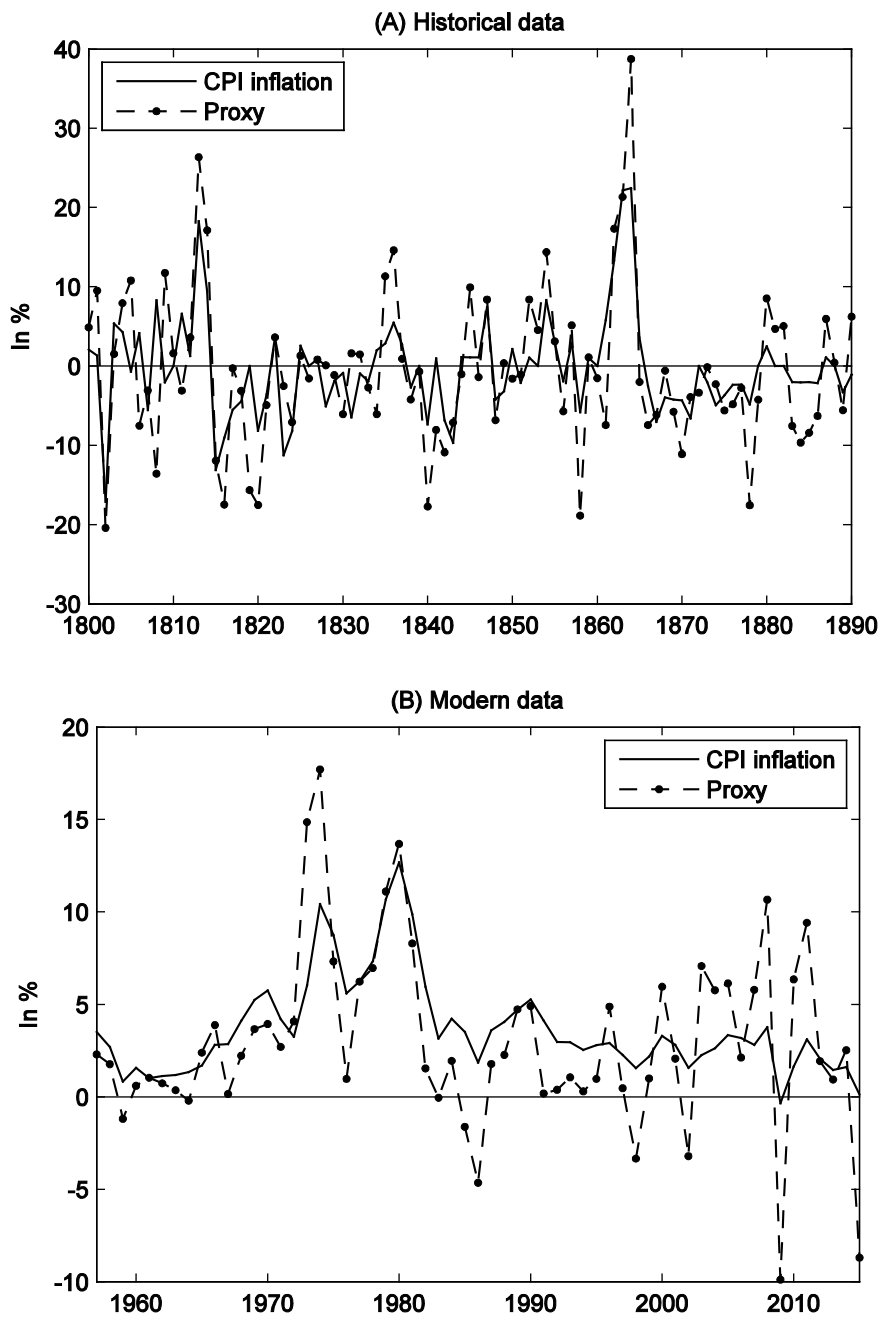 (A) Historical data
40
30
20
10
0
-10
-20
-30
In %
CPI inflation
Proxy
1800 1810 1820 1830 1840 1850 1860 1870 1880 1890
(B) Modern data
20
15
10
5
0
-5
-10
In %
CPI inflation
Proxy
1960 1970 1980 1990 2000 2010